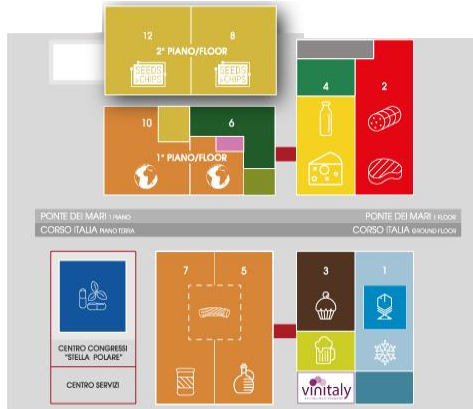 12
8
2° PIANO/FLOOR
SEEDS
&CHIPS
SEEDS
&CHIPS
10
6
4
2
1° PIANO/FLOOR
PONTE DEI MARI 1 PIANO
PONTE DEI MARI 1 FLOOR
CORSO ITALIA PIANO TERRA
CORSO ITALIA GROUND FLOOR
7
5
3
1
CENTRO CONGRESSI
"STELLA POLARE"
CENTRO SERVIZI
vinitaly